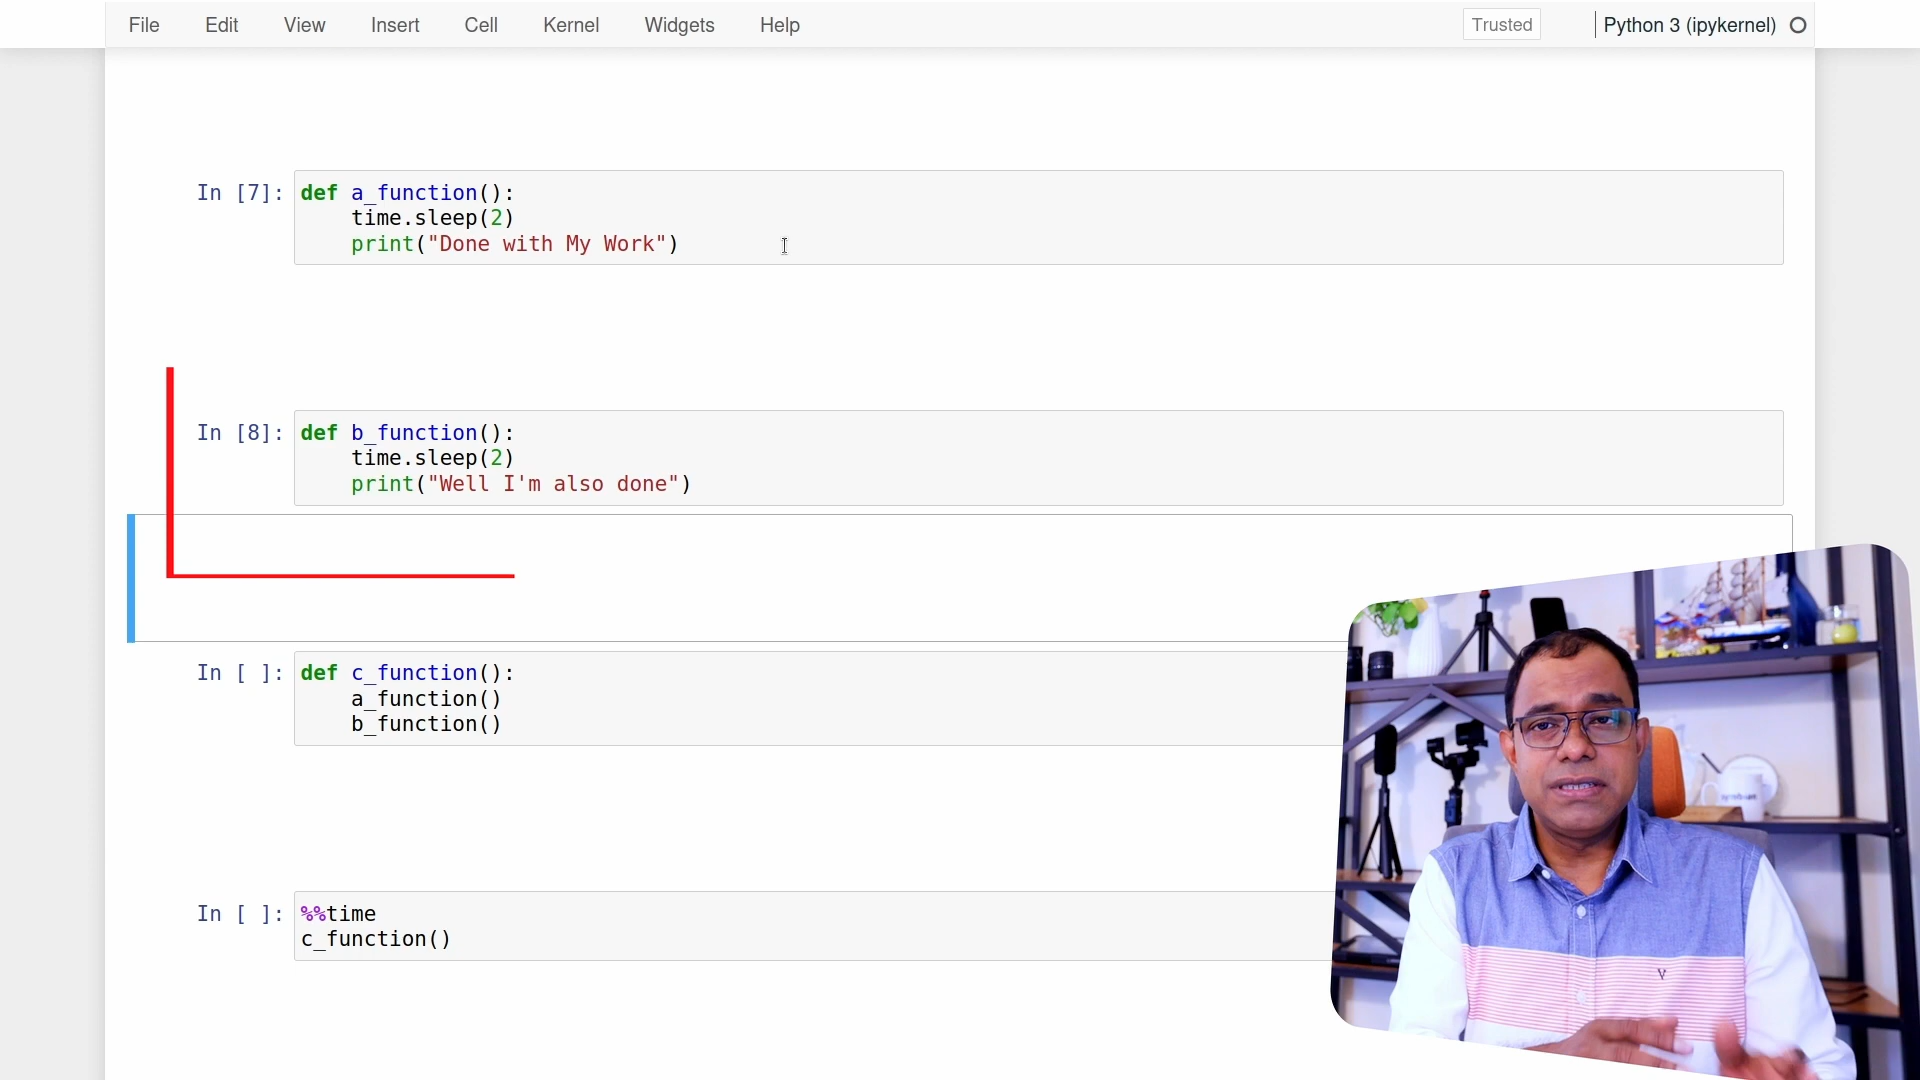 File Edit View Insert Cell Kernel Widgets Help Trusted Python 3 (ipykernel)
In [7]: def a_function():
    time.sleep(2)
    print("Done with My Work")
In [8]: def b_function():
    time.sleep(2)
    print("Well I'm also done")
In [ ]: def c_function():
    a_function()
    b_function()
In [ ]: %%time
c_function()
V